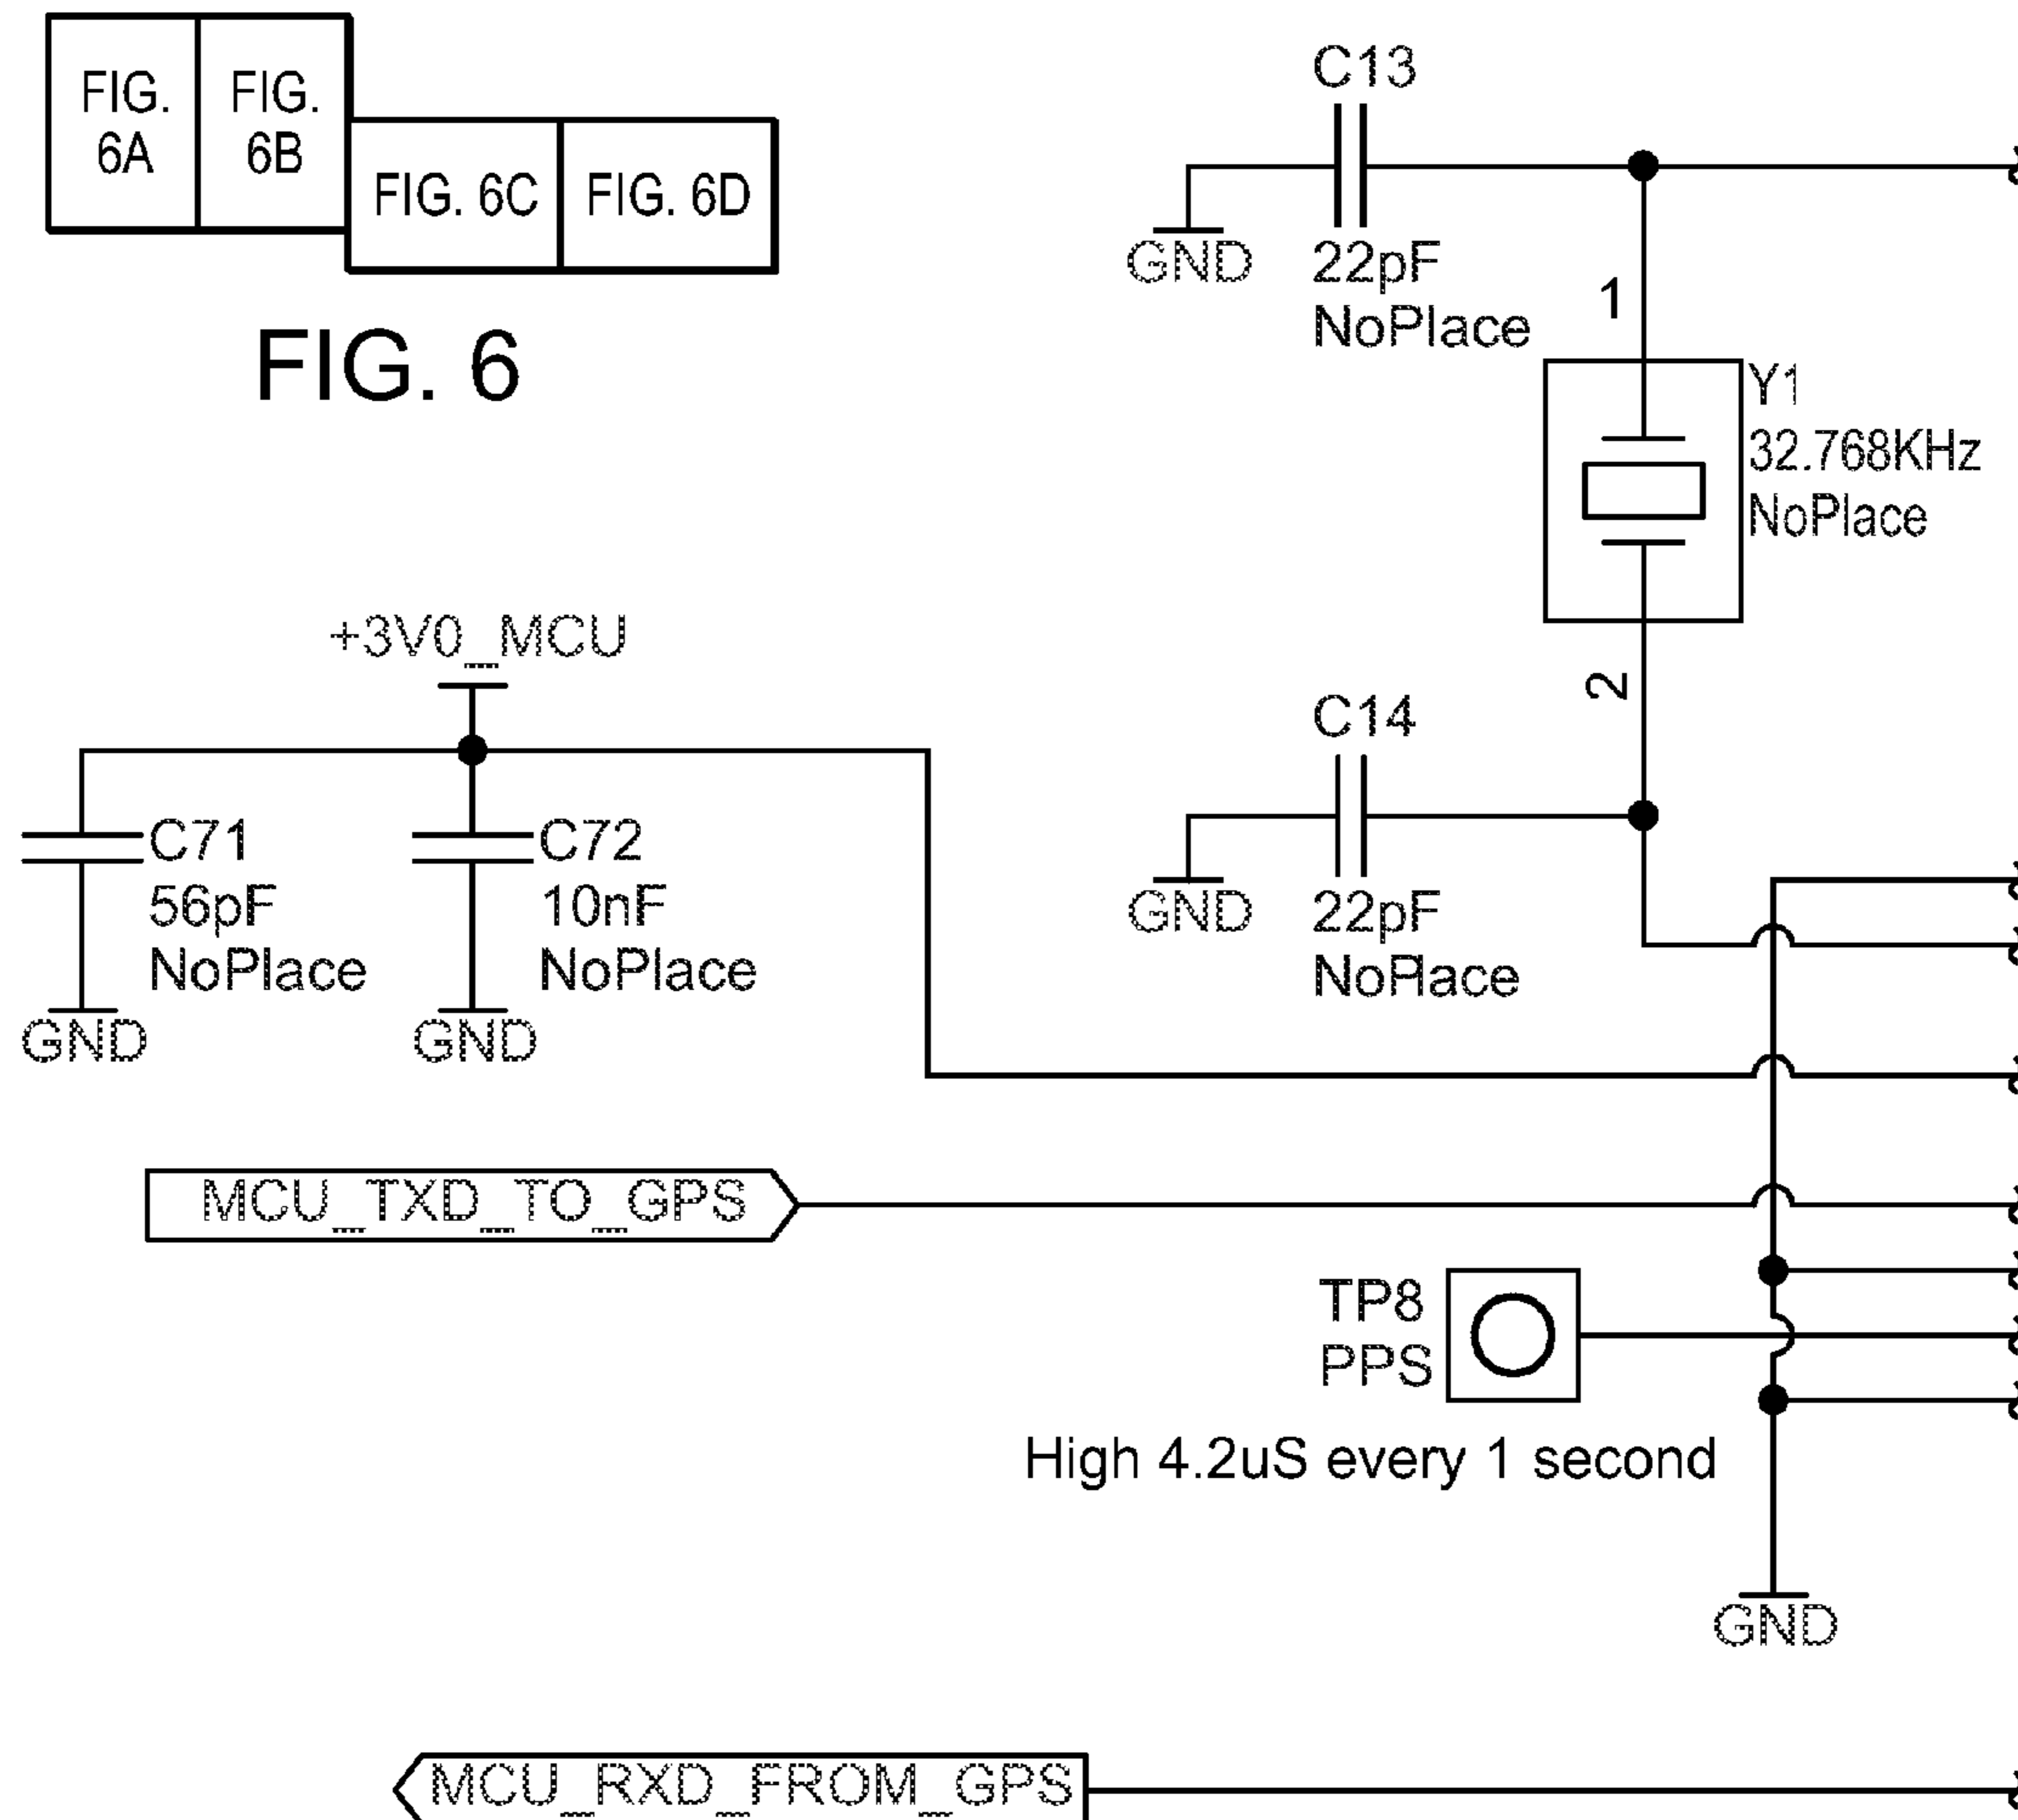 FIG.
6A
FIG.
6B
FIG. 6C
FIG. 6D
FIG. 6
C13
GND
22pF
NoPlace
1
Y1
32.768KHz
NoPlace
2
+3V0_MCU
C71
56pF
NoPlace
GND
C72
10nF
NoPlace
GND
C14
GND
22pF
NoPlace
MCU_TXD_TO_GPS
TP8
PPS
High 4.2uS every 1 second
GND
MCU_RXD_FROM_GPS